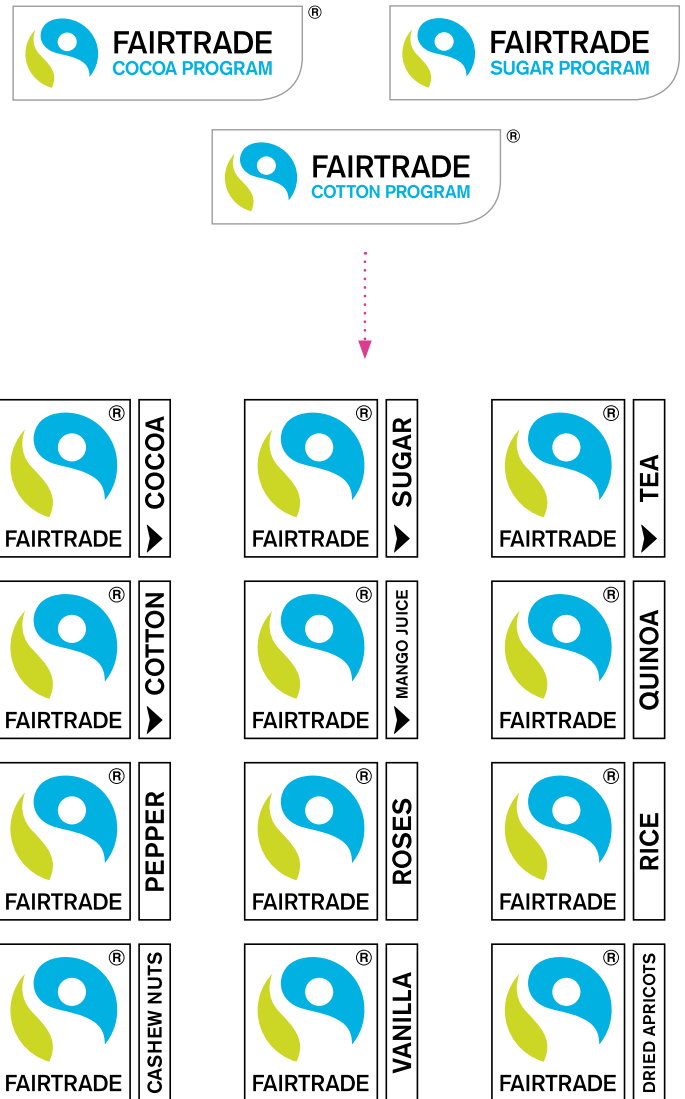 FAIRTRADE ®
COCOA PROGRAM
FAIRTRADE
SUGAR PROGRAM
FAIRTRADE ®
COTTON PROGRAM
® COCOA
FAIRTRADE
® SUGAR
FAIRTRADE
® TEA
FAIRTRADE
® COTTON
FAIRTRADE
® MANGO JUICE
FAIRTRADE
® QUINOA
FAIRTRADE
® PEPPER
FAIRTRADE
® ROSES
FAIRTRADE
® RICE
FAIRTRADE
® CASHEW NUTS
FAIRTRADE
® VANILLA
FAIRTRADE
® DRIED APRICOTS
FAIRTRADE